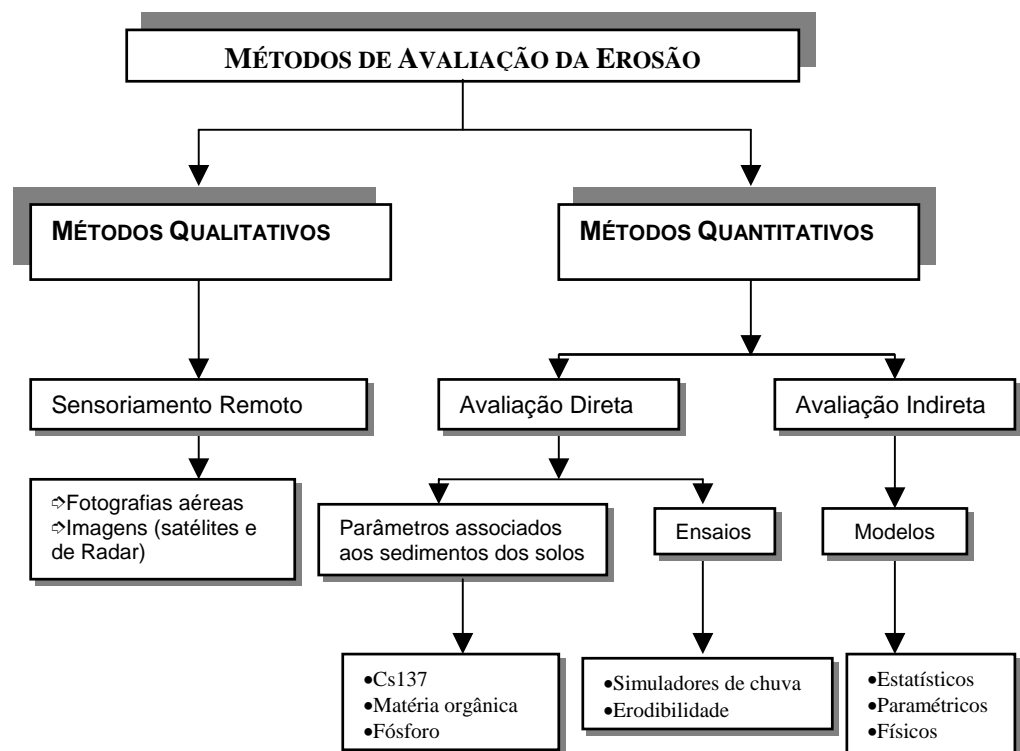 MÉTODOS DE AVALIAÇÃO DA EROSÃO
MÉTODOS QUALITATIVOS
MÉTODOS QUANTITATIVOS
Sensoriamento Remoto
Avaliação Direta
Avaliação Indireta
➩Fotografias aéreas
➩Imagens (satélites e
de Radar)
Parâmetros associados
aos sedimentos dos solos
Ensaios
Modelos
•Cs137
•Matéria orgânica
•Fósforo
•Simuladores de chuva
•Erodibilidade
•Estatísticos
•Paramétricos
•Físicos